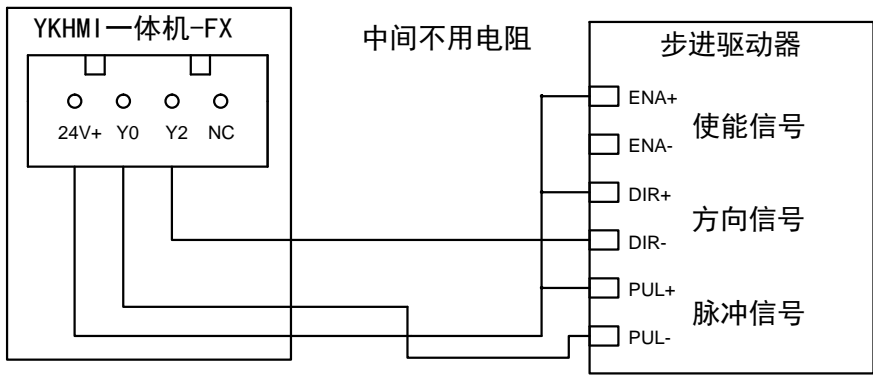 YKHMI一体机-FX
24V+ Y0 Y2 NC
中间不用电阻
步进驱动器
ENA+
使能信号
ENA-
DIR+
方向信号
DIR-
PUL+
脉冲信号
PUL-